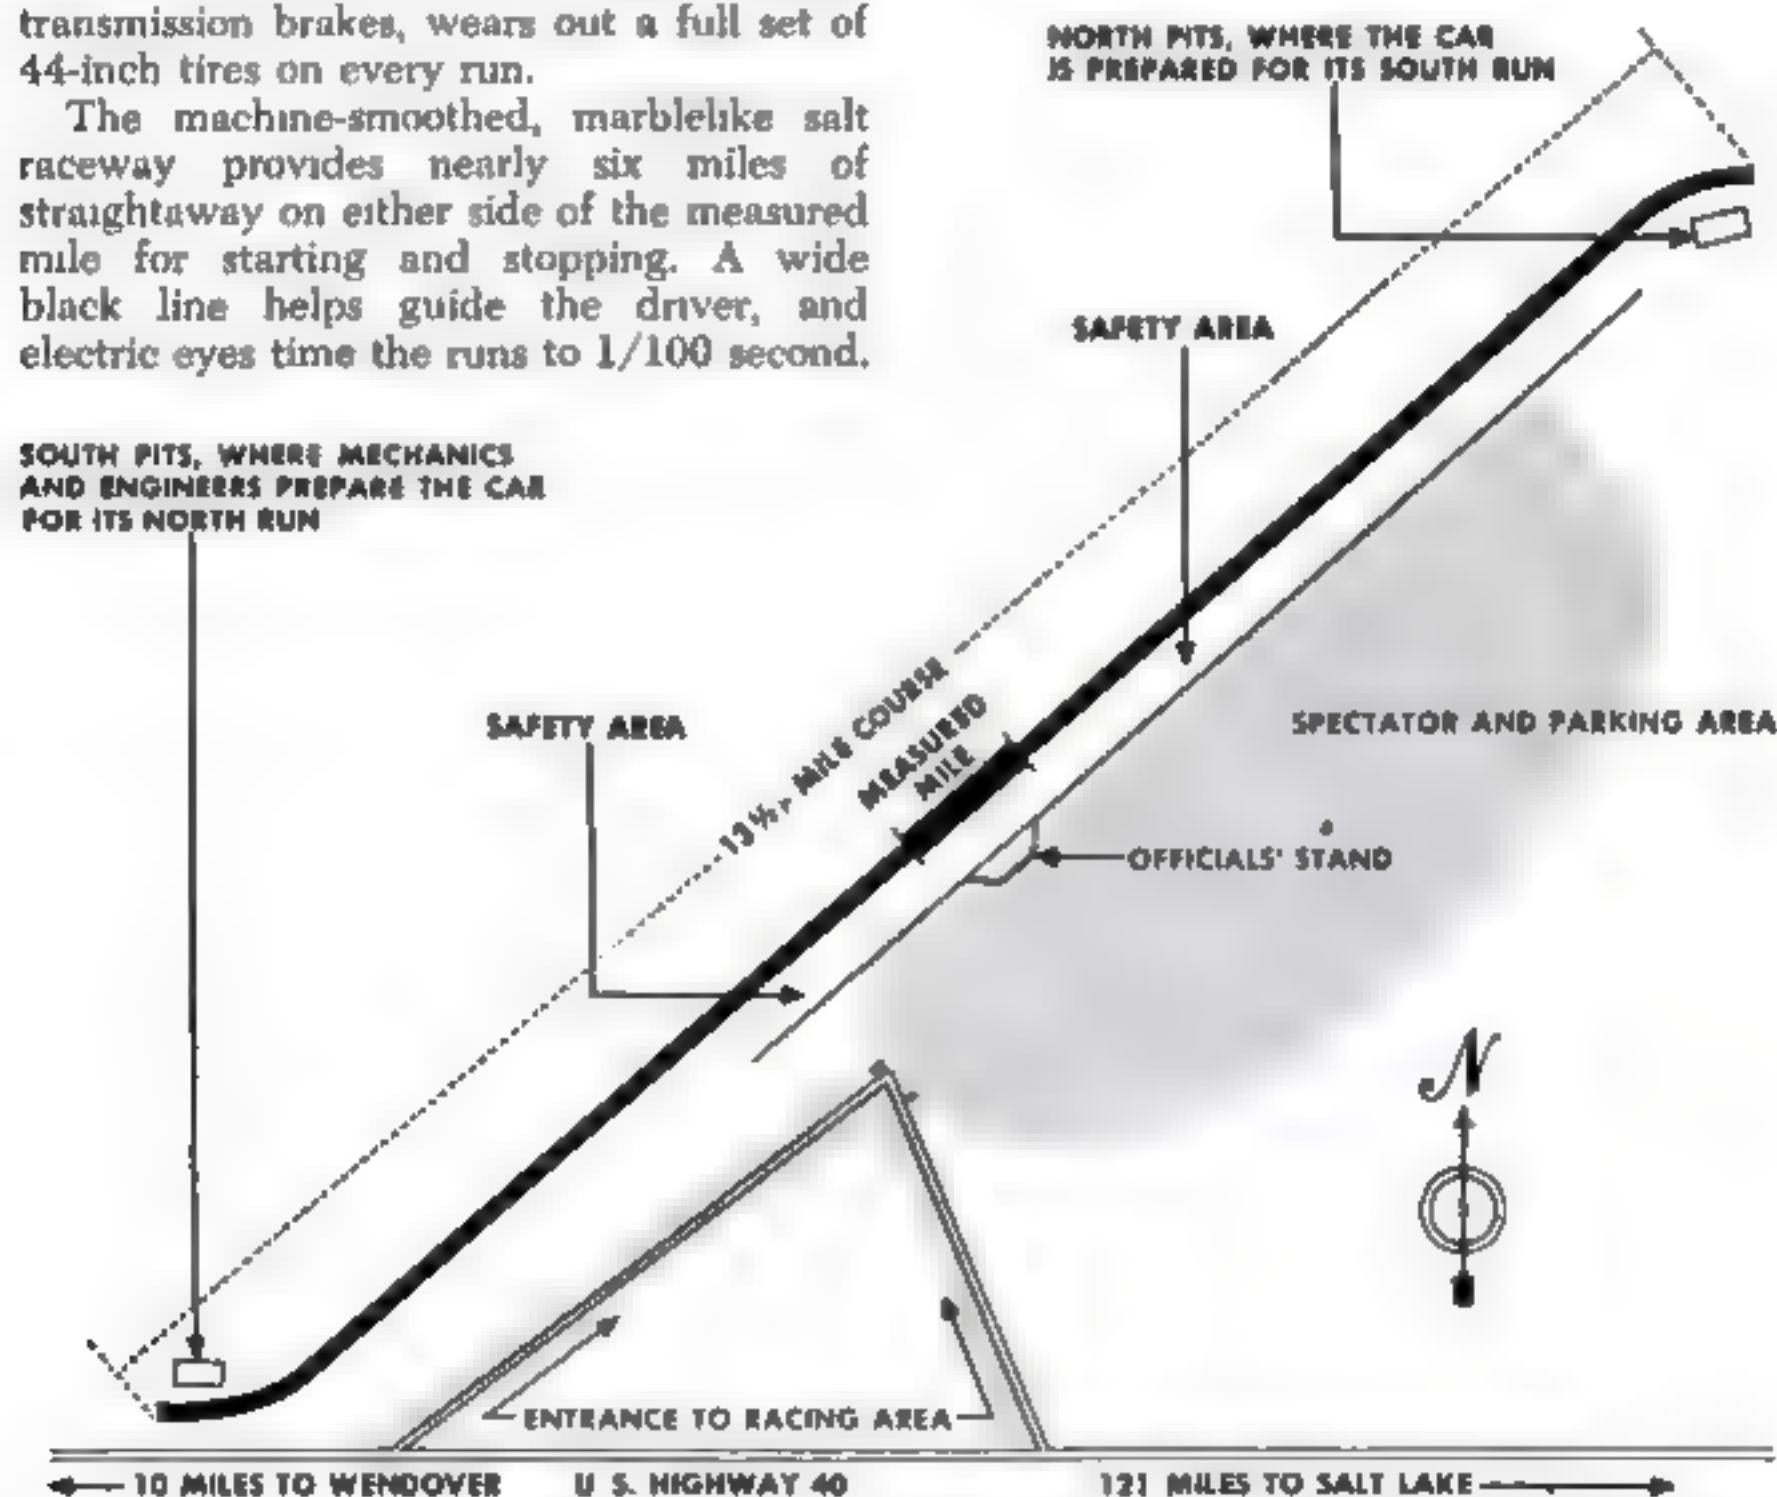 transmission brakes, wears out a full set of
44-inch tires on every run.
The machine-smoothed, marblelike salt
raceway provides nearly six miles of
straightaway on either side of the measured
mile for starting and stopping. A wide
black line helps guide the driver, and
electric eyes time the runs to 1/100 second.
NORTH PITS, WHERE THE CAR
IS PREPARED FOR ITS SOUTH RUN
SAFETY AREA
SOUTH PITS, WHERE MECHANICS
AND ENGINEERS PREPARE THE CAR
FOR ITS NORTH RUN
SAFETY AREA
MILE COURSE
MEASURED
MILE
SPECTATOR AND PARKING AREA
OFFICIALS' STAND
N
ENTRANCE TO RACING AREA
10 MILES TO WENDOVER
U S. HIGHWAY 40
121 MILES TO SALT LAKE